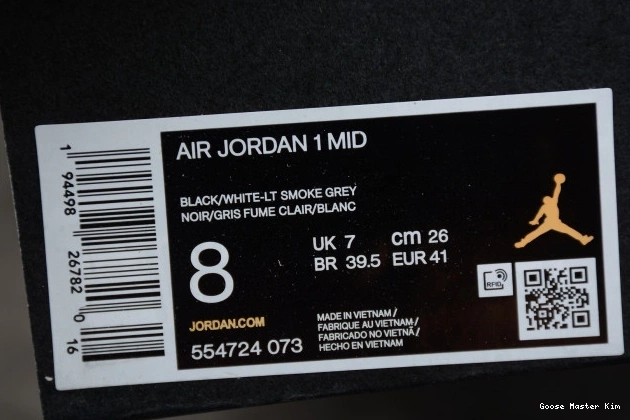 AIR JORDAN 1 MID
BLACK/WHITE-LT SMOKE GREY
NOIR/GRIS FUME CLAIR/BLANC
8
UK 7 cm 26
BR 39.5 EUR 41
RFID
JORDAN.COM
554724 073
MADE IN VIETNAM /
FABRIQUE AU VIETNAM/
FABRICADO NO VIETNÃ /
HECHO EN VIETNAM
1 94498 26782 0 16
Goose Master Kim